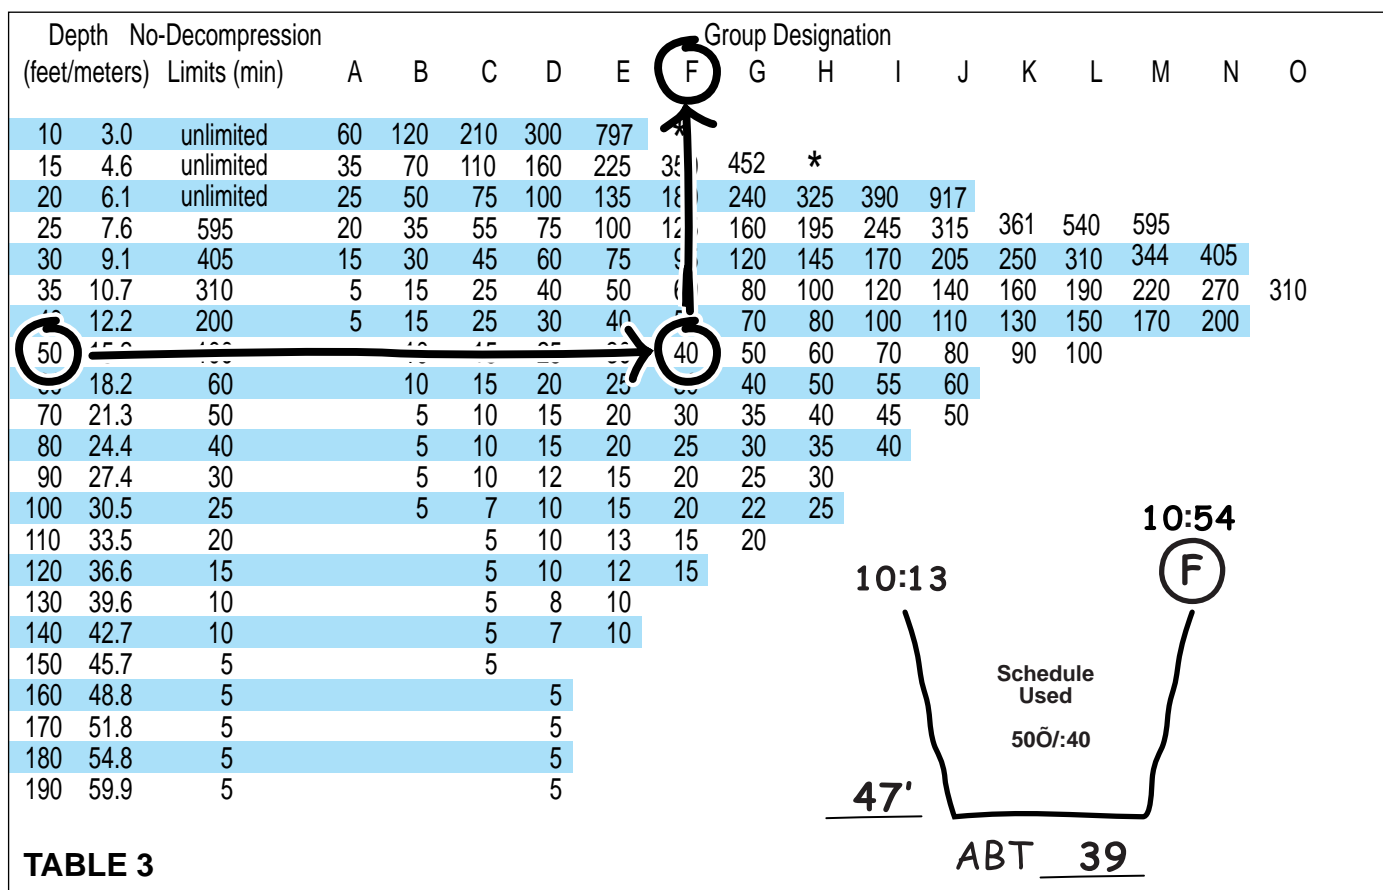 Depth No-Decompression Group Designation
(feet/meters) Limits (min) A B C D E F G H I J K L M N O
10 3.0 unlimited 60 120 210 300 797 *
15 4.6 unlimited 35 70 110 160 225 452 *
20 6.1 unlimited 25 50 75 100 135 240 325 390 917
25 7.6 595 20 35 55 75 100 160 195 245 315 361 540 595
30 9.1 405 15 30 45 60 75 120 145 170 205 250 310 344 405
35 10.7 310 5 15 25 40 50 80 100 120 140 160 190 220 270 310
12.2 200 5 15 25 30 40 70 80 100 110 130 150 170 200
50 40 50 60 70 80 90 100
18.2 60 10 15 20 25 40 50 55 60
70 21.3 50 5 10 15 20 30 35 40 45 50
80 24.4 40 5 10 15 20 25 30 35 40
90 27.4 30 5 10 12 15 20 25 30
100 30.5 25 5 7 10 15 20 22 25
110 33.5 20 5 10 13 15 20
120 36.6 15 5 10 12 15
130 39.6 10 5 8 10
140 42.7 10 5 7 10
150 45.7 5 5
160 48.8 5 5
170 51.8 5 5
180 54.8 5 5
190 59.9 5 5
10:54
10:13 F
Schedule
Used
50Õ/:40
47'
ABT 39
TABLE 3